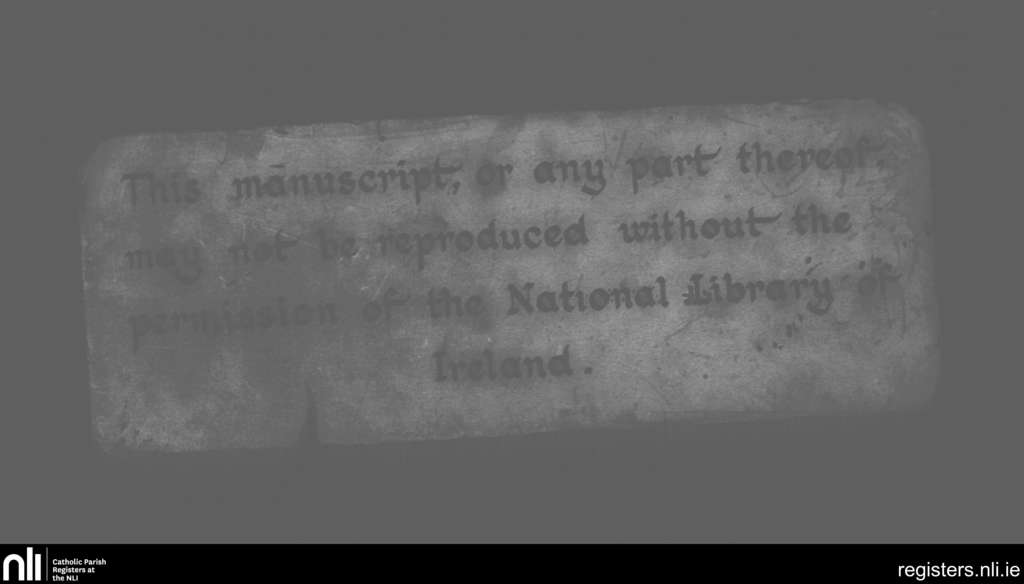 This manuscript, or any part thereof,
may not be reproduced without the
permission of the National Library of
Ireland.
nli
Catholic Parish
Registers at
the NLI
registers.nli.ie